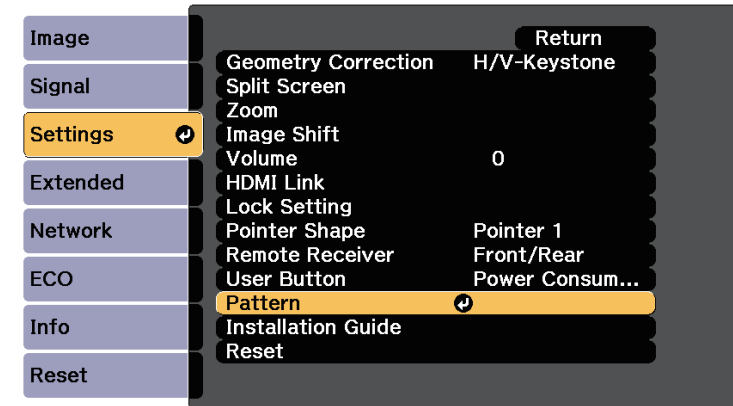 Image
Signal
Settings
Extended
Network
ECO
Info
Reset
Return
Geometry Correction H/V-Keystone
Split Screen
Zoom
Image Shift
Volume 0
HDMI Link
Lock Setting
Pointer Shape Pointer 1
Remote Receiver Front/Rear
User Button Power Consum...
Pattern
Installation Guide
Reset